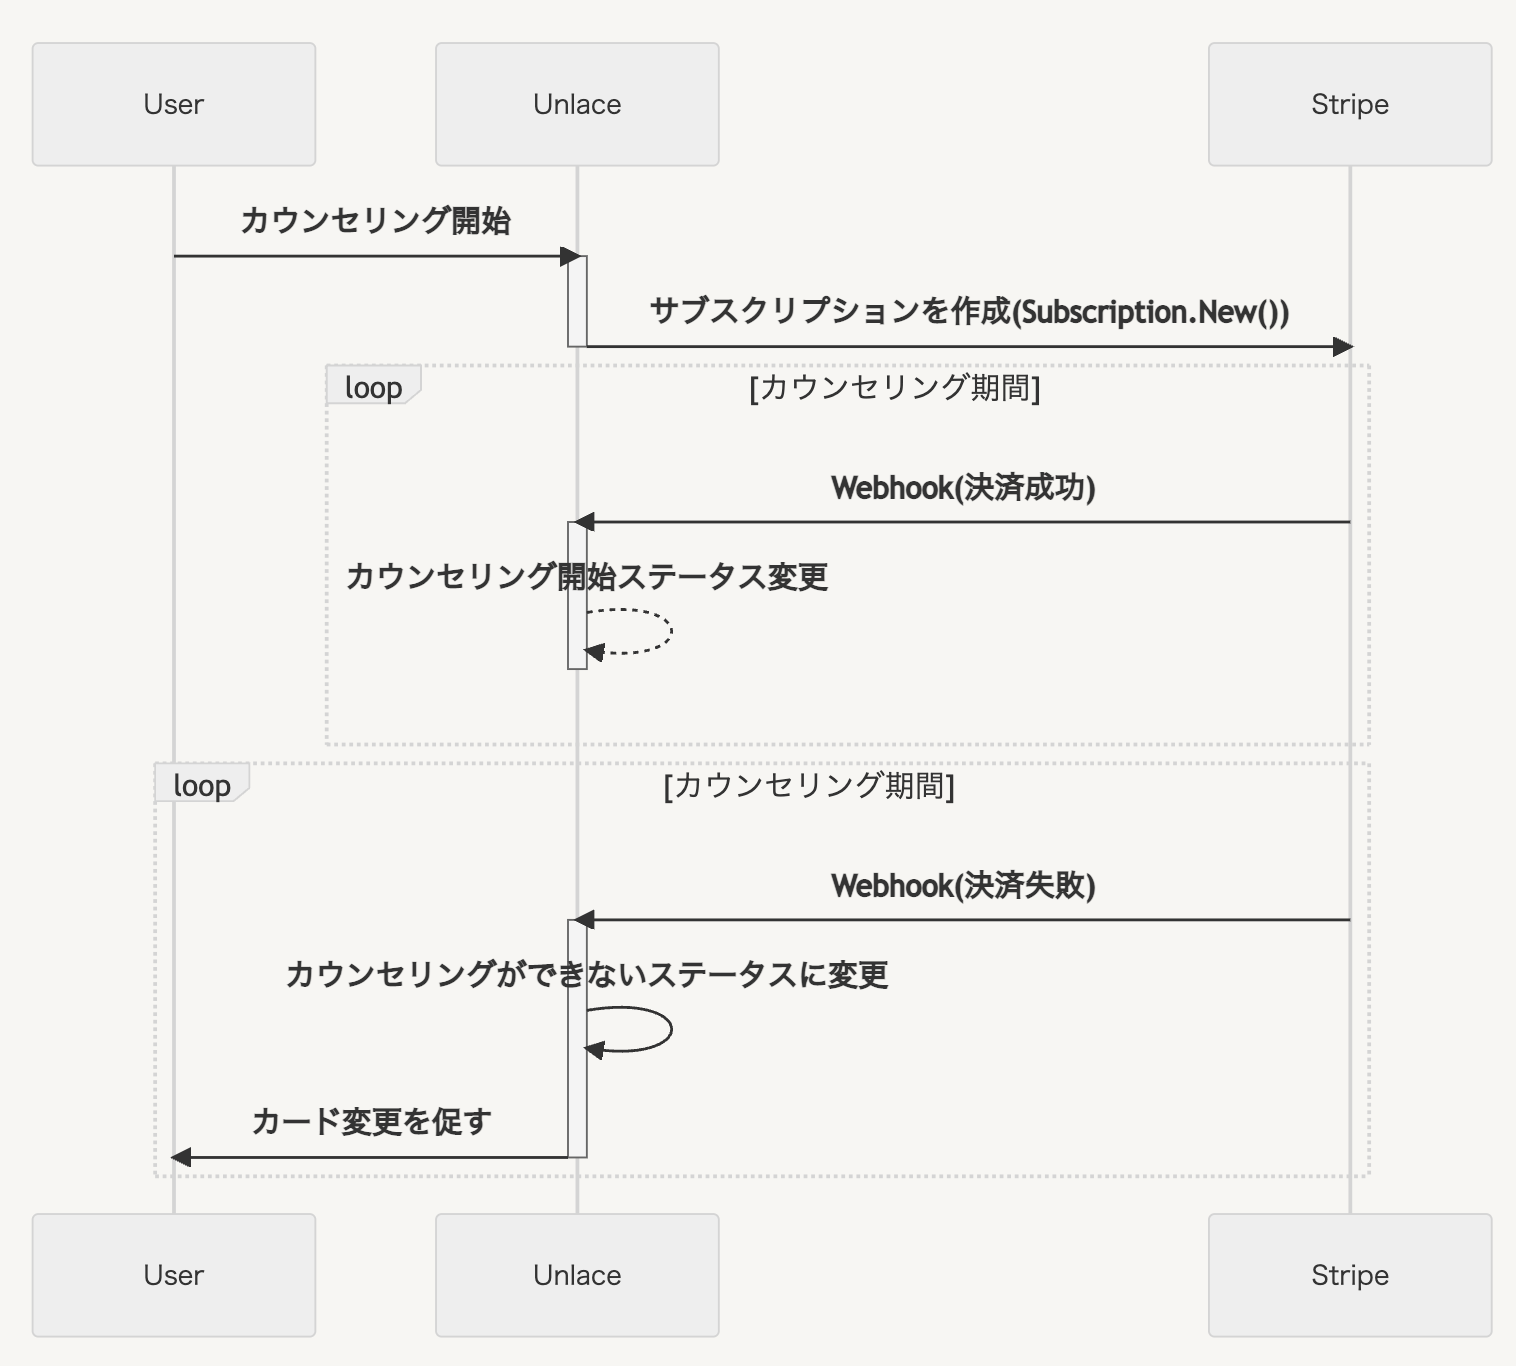 User
Unlace
Stripe
カウンセリング開始
サブスクリプションを作成(Subscription.New())
loop
[カウンセリング期間]
Webhook(決済成功)
カウンセリング開始ステータス変更
loop
[カウンセリング期間]
Webhook(決済失敗)
カウンセリングができないステータスに変更
カード変更を促す
User
Unlace
Stripe